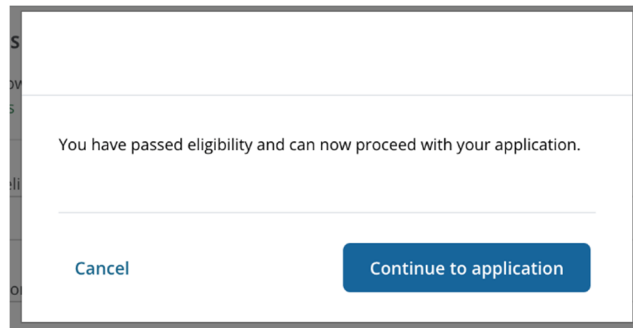 You have passed eligibility and can now proceed with your application.
Cancel
Continue to application